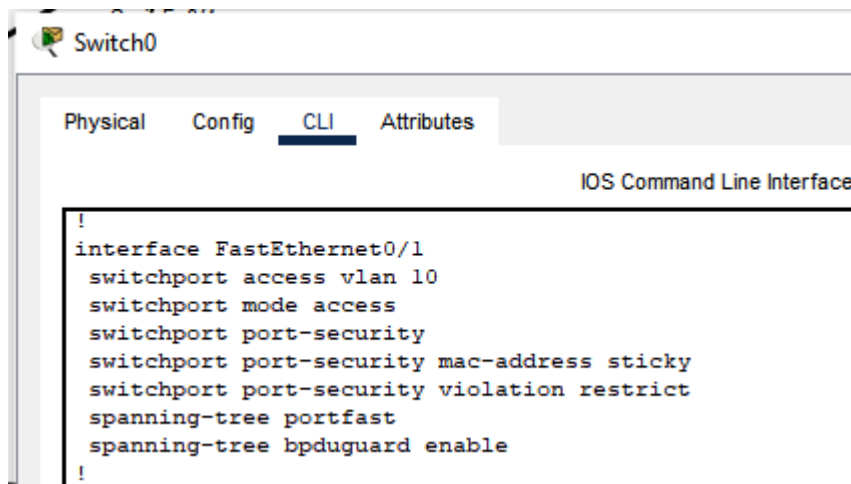 Switch0
Physical Config CLI Attributes
IOS Command Line Interface
!
interface FastEthernet0/1
switchport access vlan 10
switchport mode access
switchport port-security
switchport port-security mac-address sticky
switchport port-security violation restrict
spanning-tree portfast
spanning-tree bpduguard enable
!